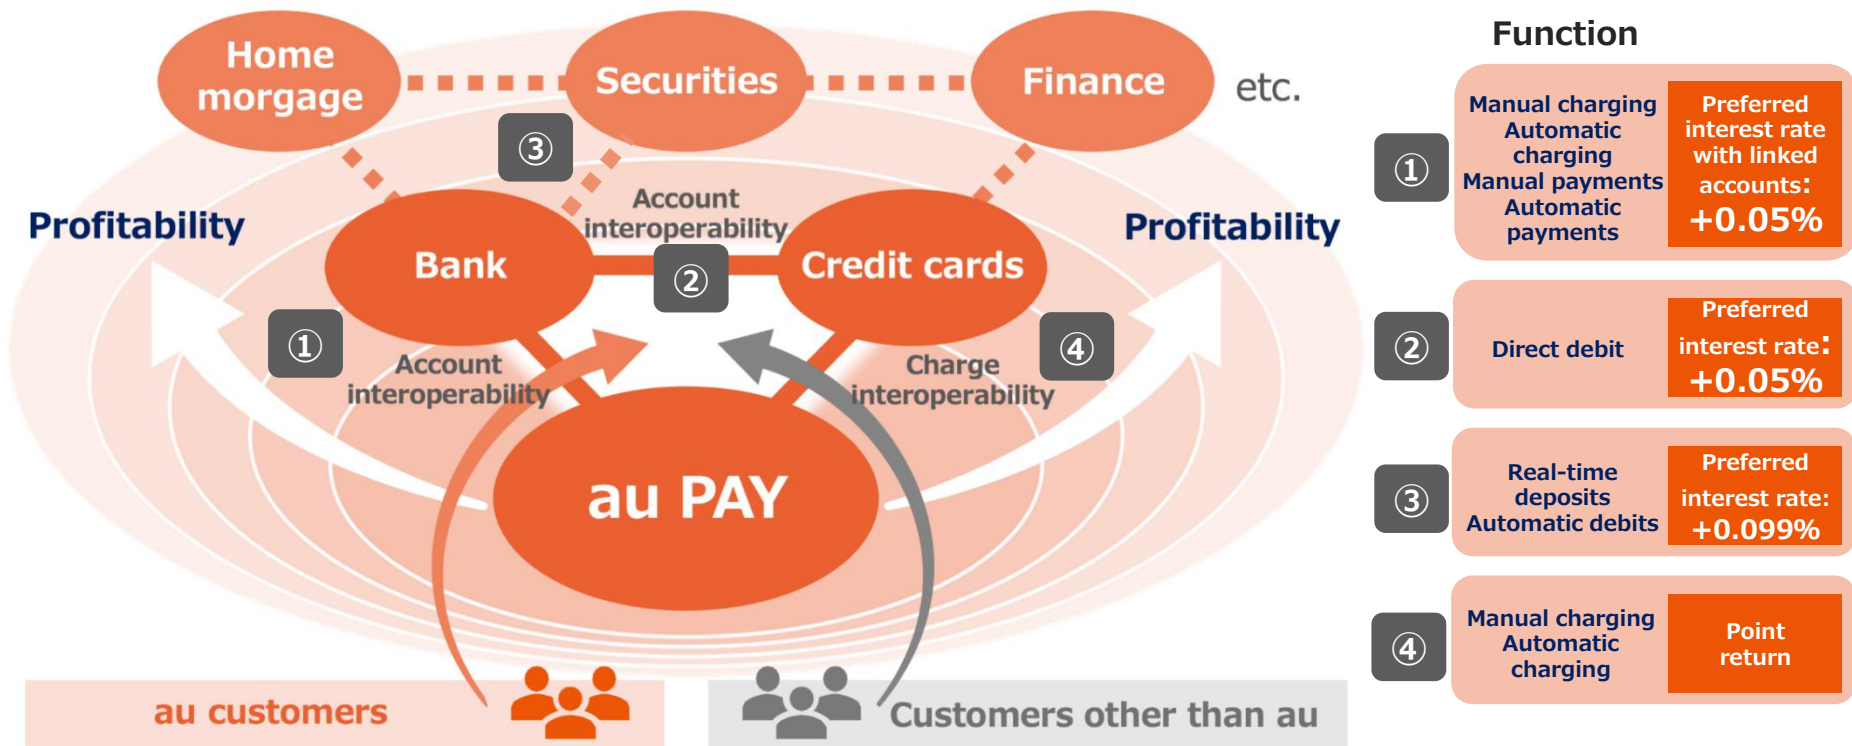 Home
morgage
Securities
Finance
etc.
③
Account
interoperability
Profitability
Profitability
Bank
②
Credit cards
①
Account
interoperability
Charge
interoperability
④
au PAY
au customers
Customers other than au
Function
①
Manual charging
Automatic
charging
Manual payments
Automatic
payments
Preferred
interest rate
with linked
accounts:
+0.05%
②
Direct debit
Preferred
interest rate:
+0.05%
③
Real-time
deposits
Automatic debits
Preferred
interest rate:
+0.099%
④
Manual charging
Automatic
charging
Point
return